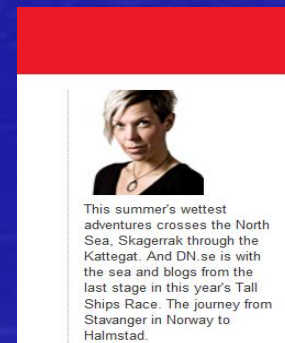 This summer's wettest
adventures crosses the North
Sea, Skagerrak through the
Kattegat. And DN.se is with
the sea and blogs from the
last stage in this year's Tall
Ships Race. The journey from
Stavanger in Norway to
Halmstad.